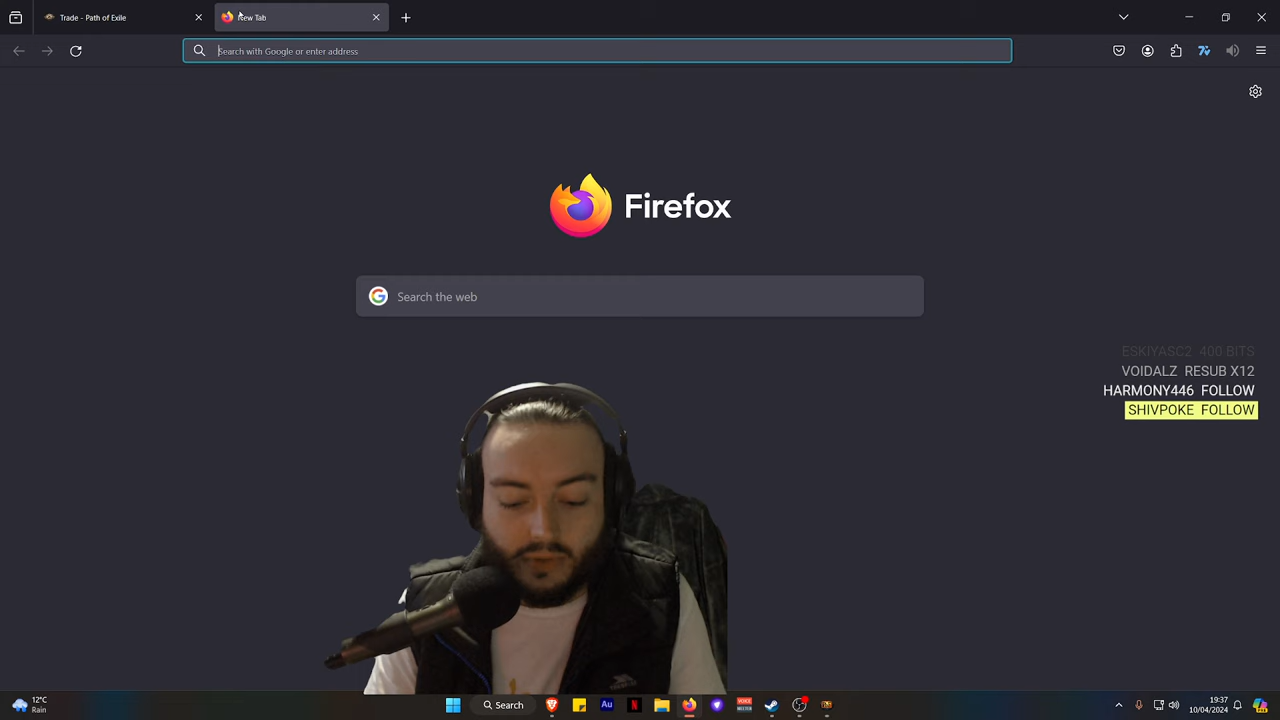 Trade - Path of Exile
New Tab
Search with Google or enter address
Firefox
Search the web
ESKIYASC2 400 BITS
VOIDALZ RESUB X12
HARMONY446 FOLLOW
SHIVPOKE FOLLOW
12°C
Rain
Search
Au
N
19:37
10/04/2024